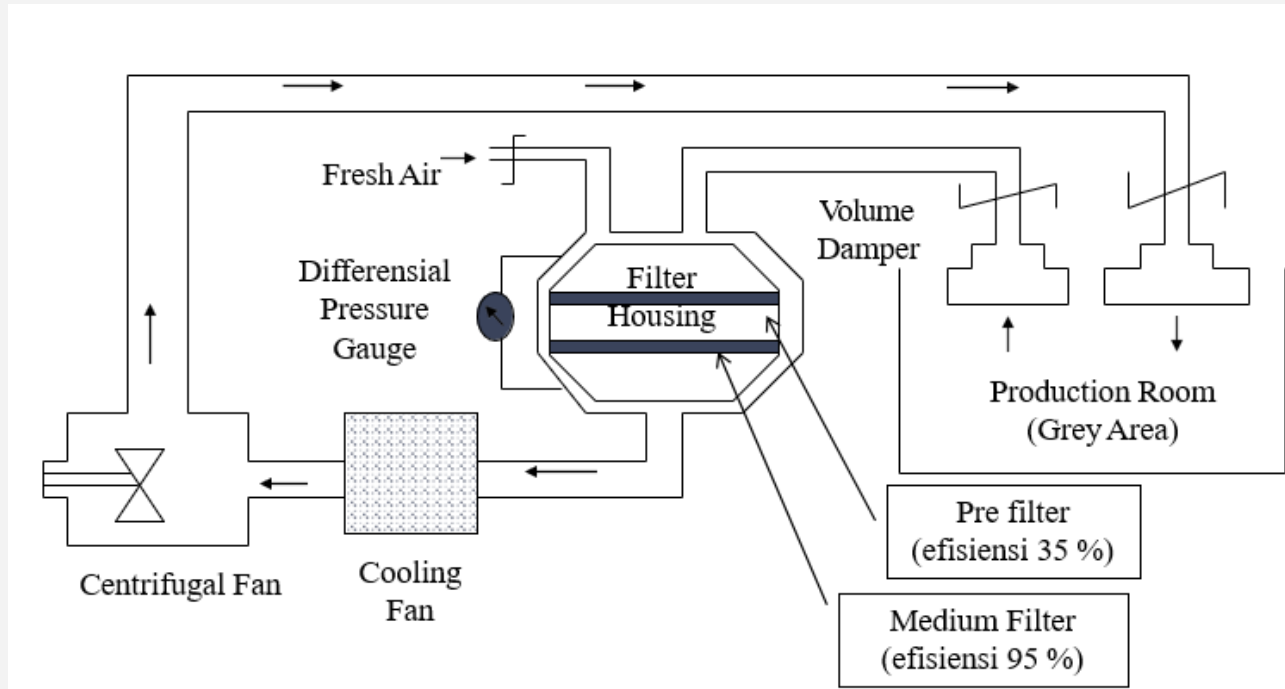 Fresh Air
Volume
Damper
Differensial
Pressure
Gauge
Filter
Housing
Production Room
(Grey Area)
Pre filter
(efisiensi 35 %)
Centrifugal Fan
Cooling
Fan
Medium Filter
(efisiensi 95 %)